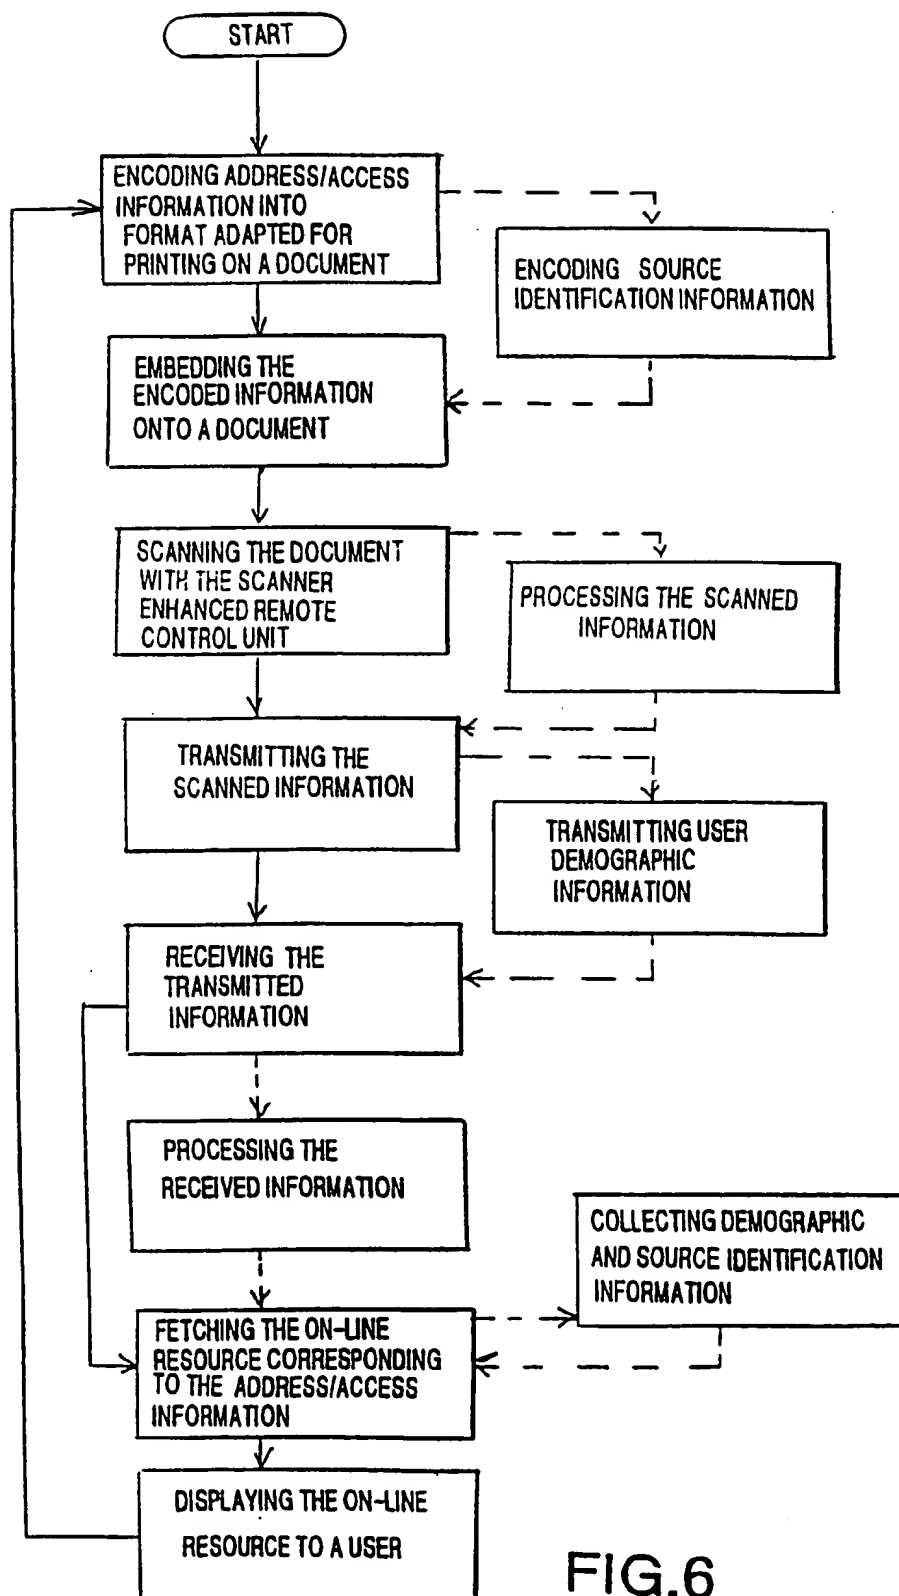 START
ENCODING ADDRESS/ACCESS
INFORMATION INTO
FORMAT ADAPTED FOR
PRINTING ON A DOCUMENT
ENCODING SOURCE
IDENTIFICATION INFORMATION
EMBEDDING THE
ENCODED INFORMATION
ONTO A DOCUMENT
SCANNING THE DOCUMENT
WITH THE SCANNER
ENHANCED REMOTE
CONTROL UNIT
PROCESSING THE SCANNED
INFORMATION
TRANSMITTING THE
SCANNED INFORMATION
TRANSMITTING USER
DEMOGRAPHIC
INFORMATION
RECEIVING THE
TRANSMITTED
INFORMATION
PROCESSING THE
RECEIVED INFORMATION
COLLECTING DEMOGRAPHIC
AND SOURCE IDENTIFICATION
INFORMATION
FETCHING THE ON-LINE
RESOURCE CORRESPONDING
TO THE ADDRESS/ACCESS
INFORMATION
DISPLAYING THE ON-LINE
RESOURCE TO A USER
FIG.6